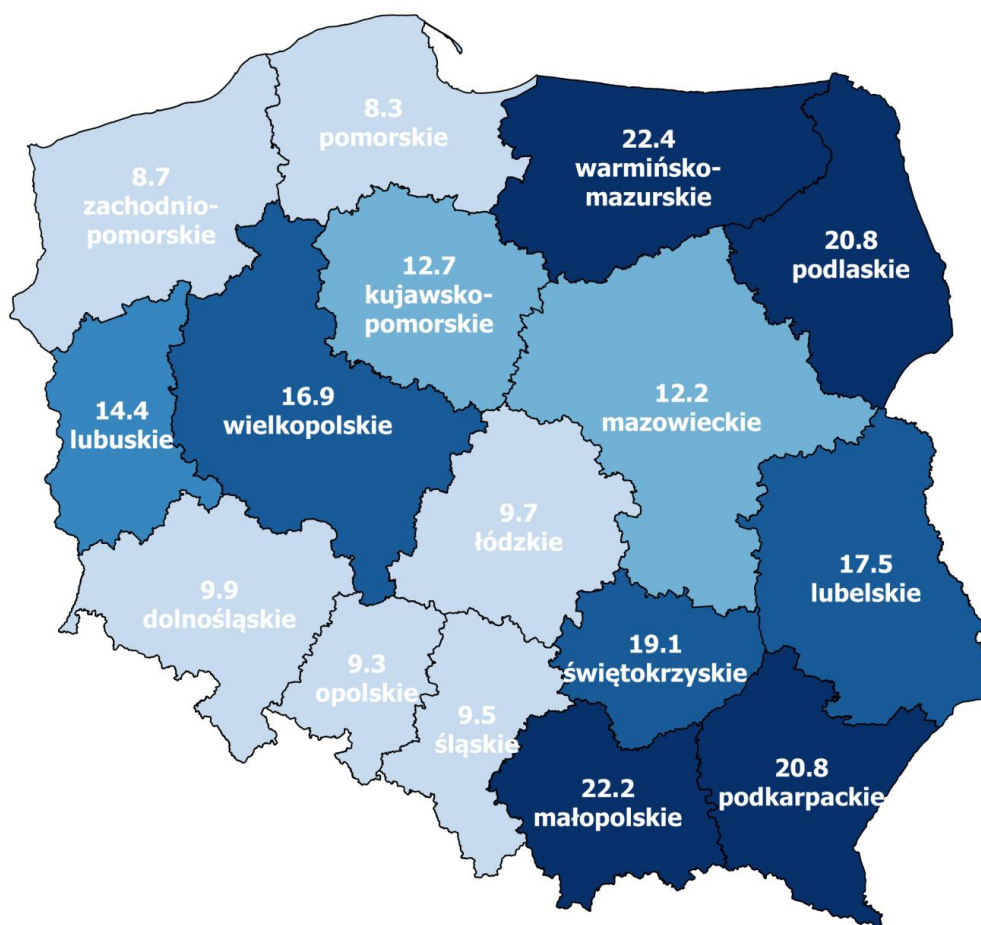 8.3
pomorskie
22.4
warmińsko-
mazurskie
8.7
zachodnio-
pomorskie
20.8
podlaskie
12.7
kujawsko-
pomorskie
14.4
lubuskie
16.9
wielkopolskie
12.2
mazowieckie
9.7
łódzkie
17.5
lubelskie
9.9
dolnośląskie
19.1
świętokrzyskie
9.3
opolskie
9.5
śląskie
22.2
małopolskie
20.8
podkarpackie